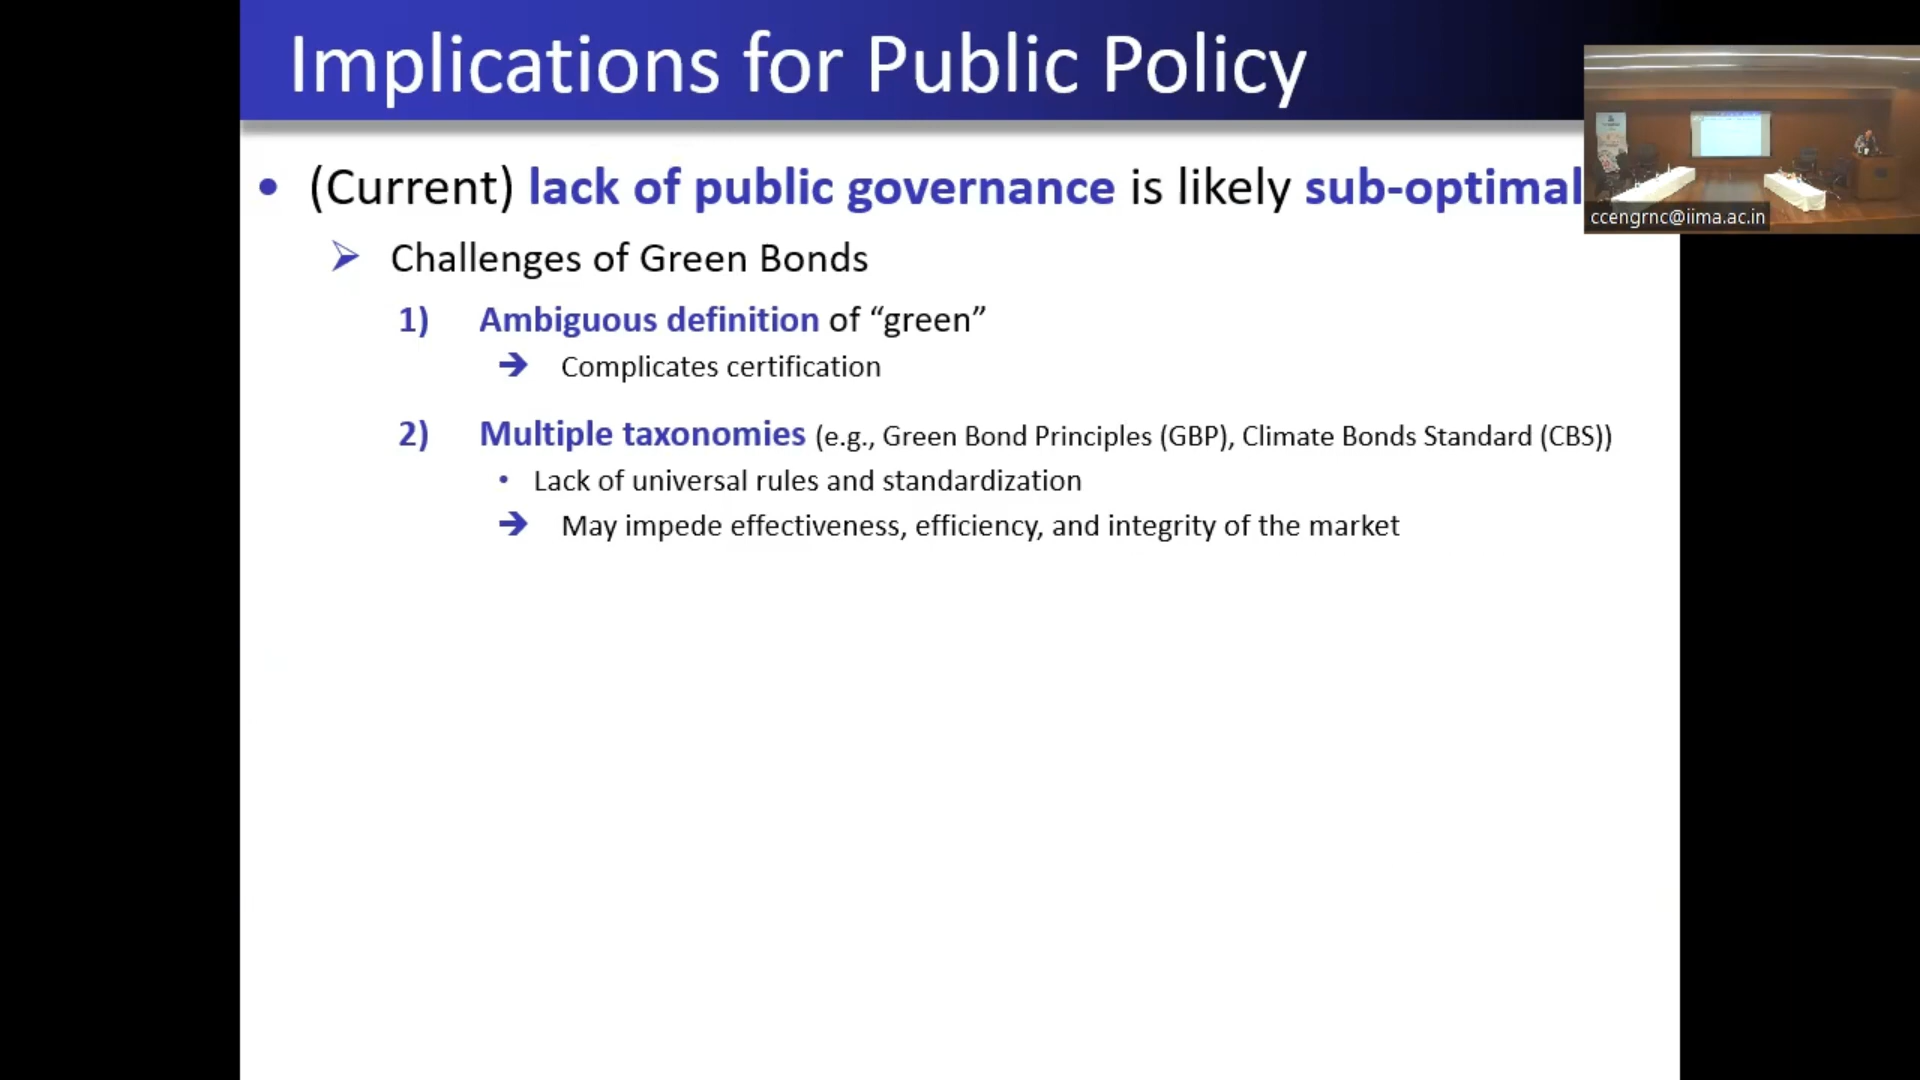 Implications for Public Policy
• (Current) lack of public governance is likely sub-optimal
ccengrnc@iima.ac.in
➢ Challenges of Green Bonds
1) Ambiguous definition of “green”
➔ Complicates certification
2) Multiple taxonomies (e.g., Green Bond Principles (GBP), Climate Bonds Standard (CBS))
• Lack of universal rules and standardization
➔ May impede effectiveness, efficiency, and integrity of the market